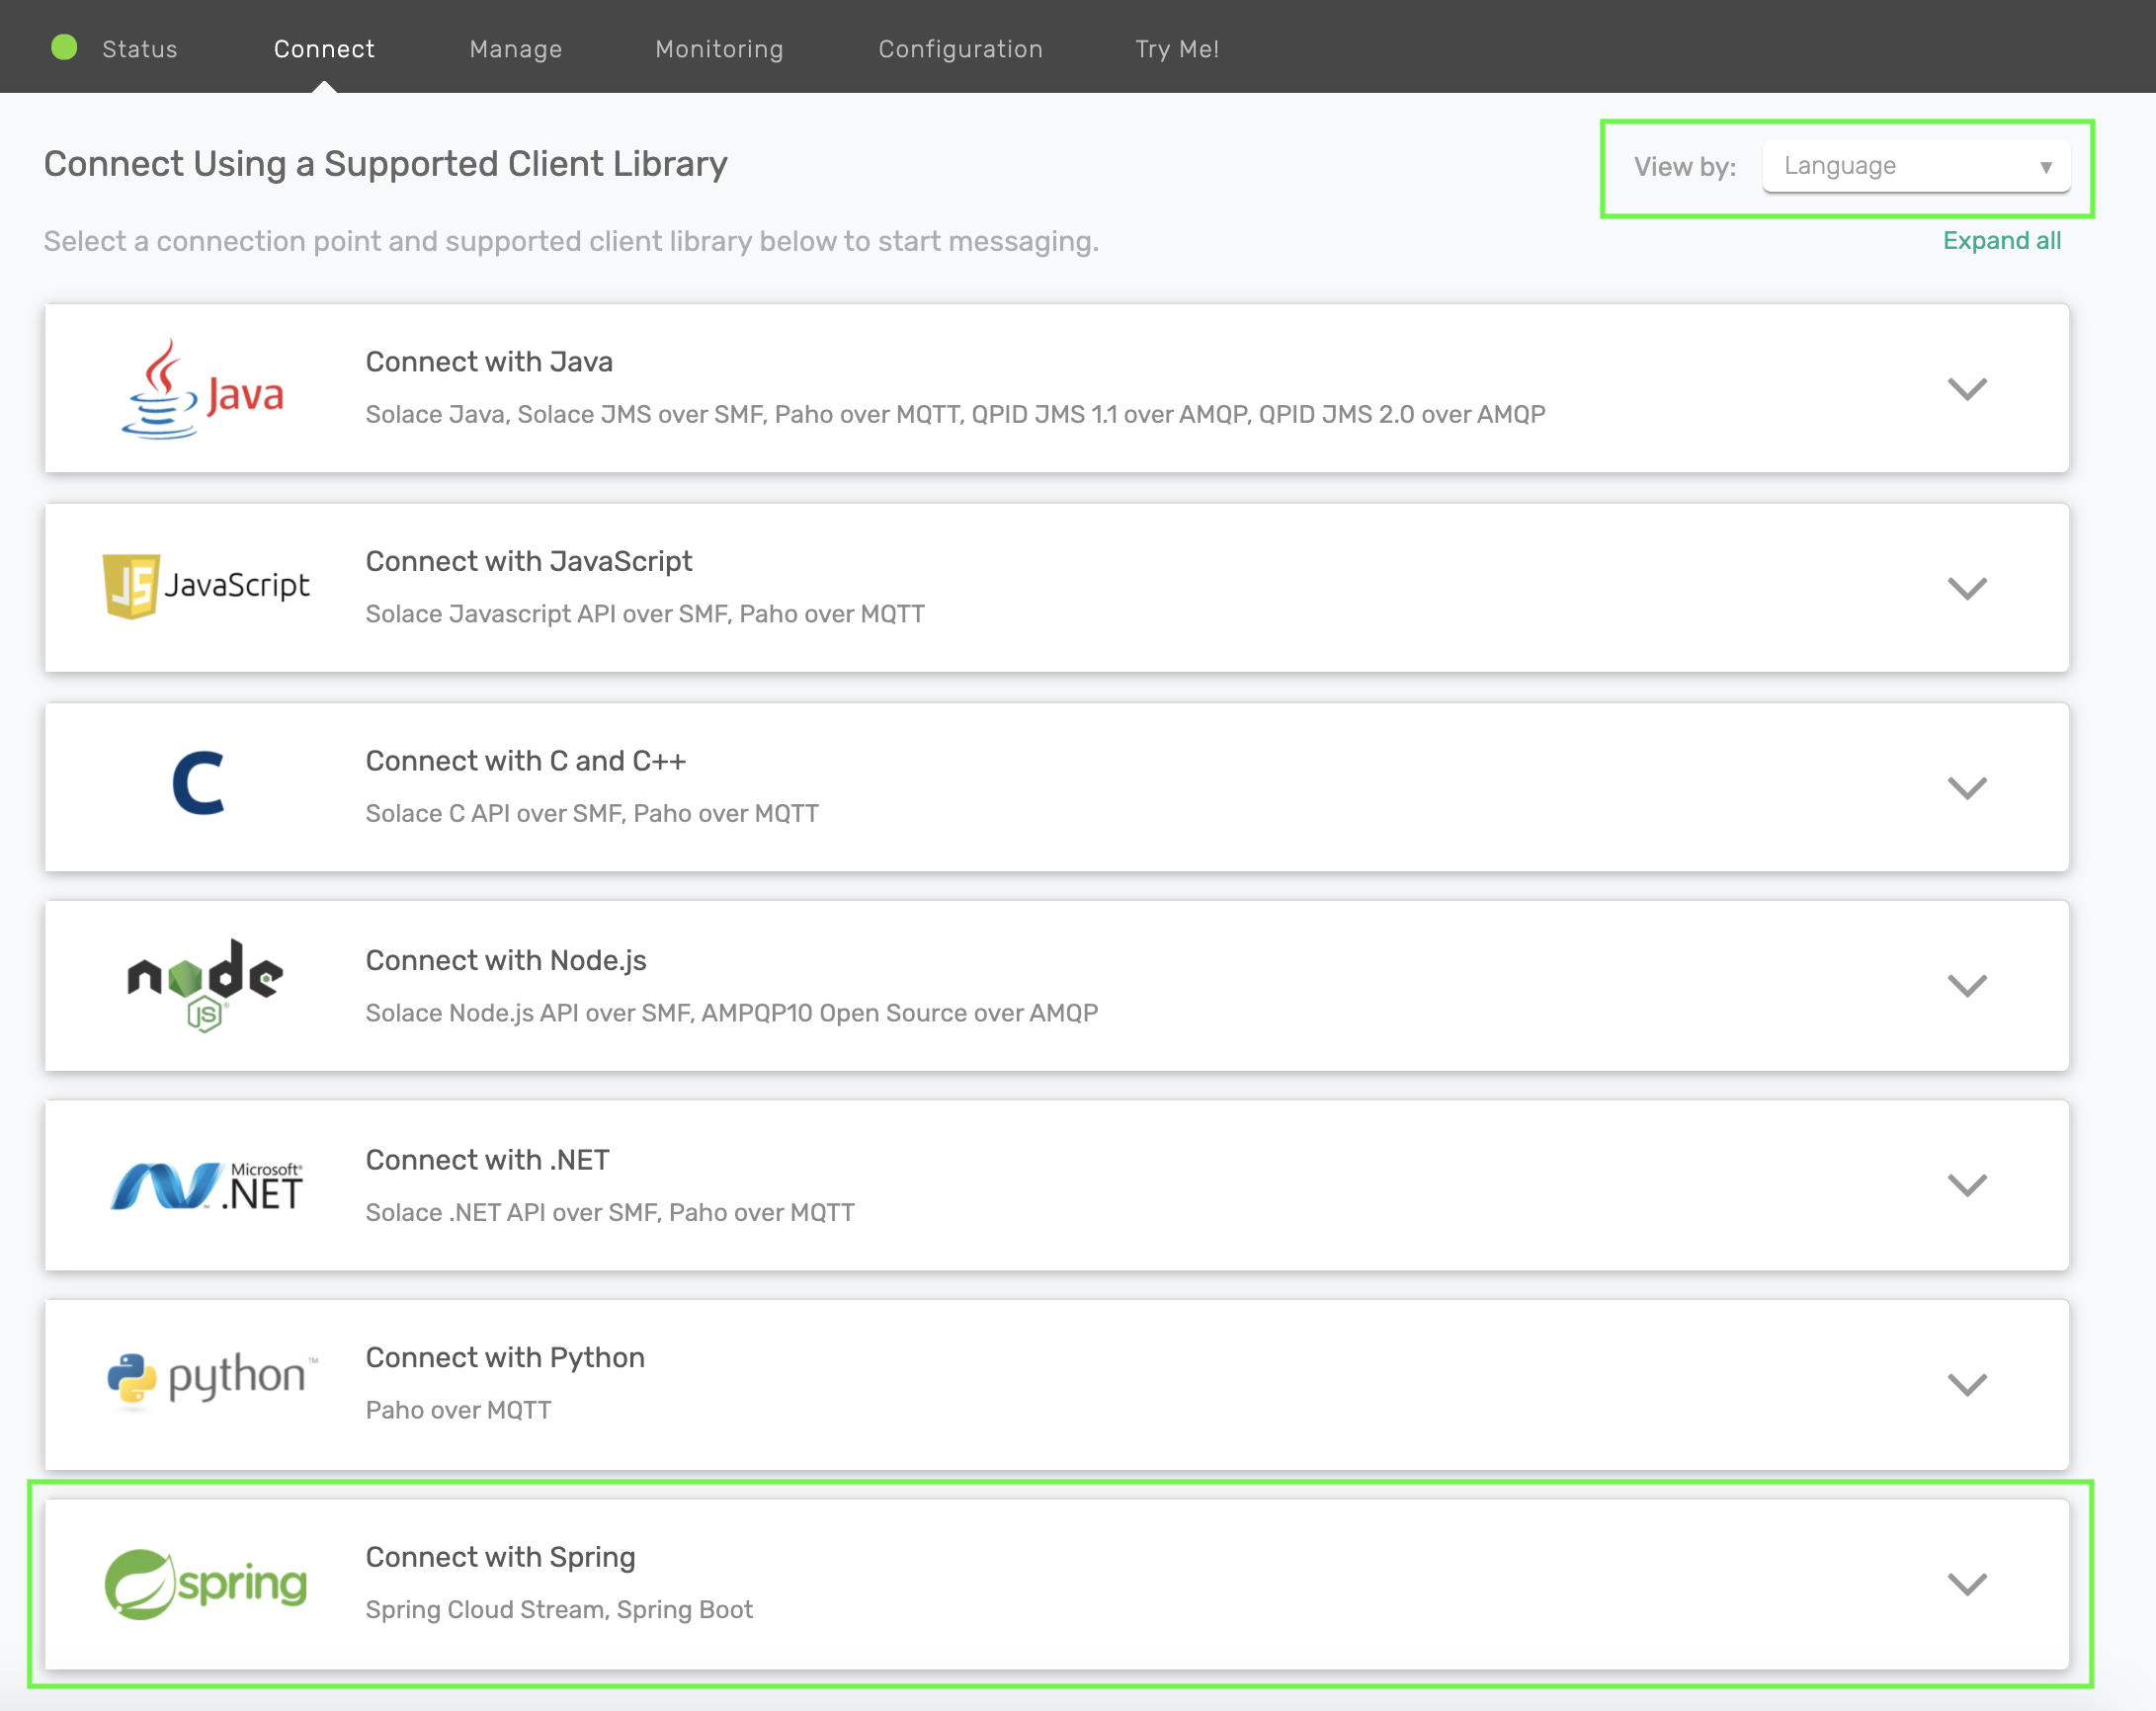 Status Connect Manage Monitoring Configuration Try Me!
Connect Using a Supported Client Library
View by: Language
Select a connection point and supported client library below to start messaging.
Expand all
Java
Connect with Java
Solace Java, Solace JMS over SMF, Paho over MQTT, QPID JMS 1.1 over AMQP, QPID JMS 2.0 over AMQP
JS JavaScript
Connect with JavaScript
Solace Javascript API over SMF, Paho over MQTT
C
Connect with C and C++
Solace C API over SMF, Paho over MQTT
node
JS®
Connect with Node.js
Solace Node.js API over SMF, AMPQP10 Open Source over AMQP
Microsoft®
.NET
Connect with .NET
Solace .NET API over SMF, Paho over MQTT
python™
Connect with Python
Paho over MQTT
spring
Connect with Spring
Spring Cloud Stream, Spring Boot